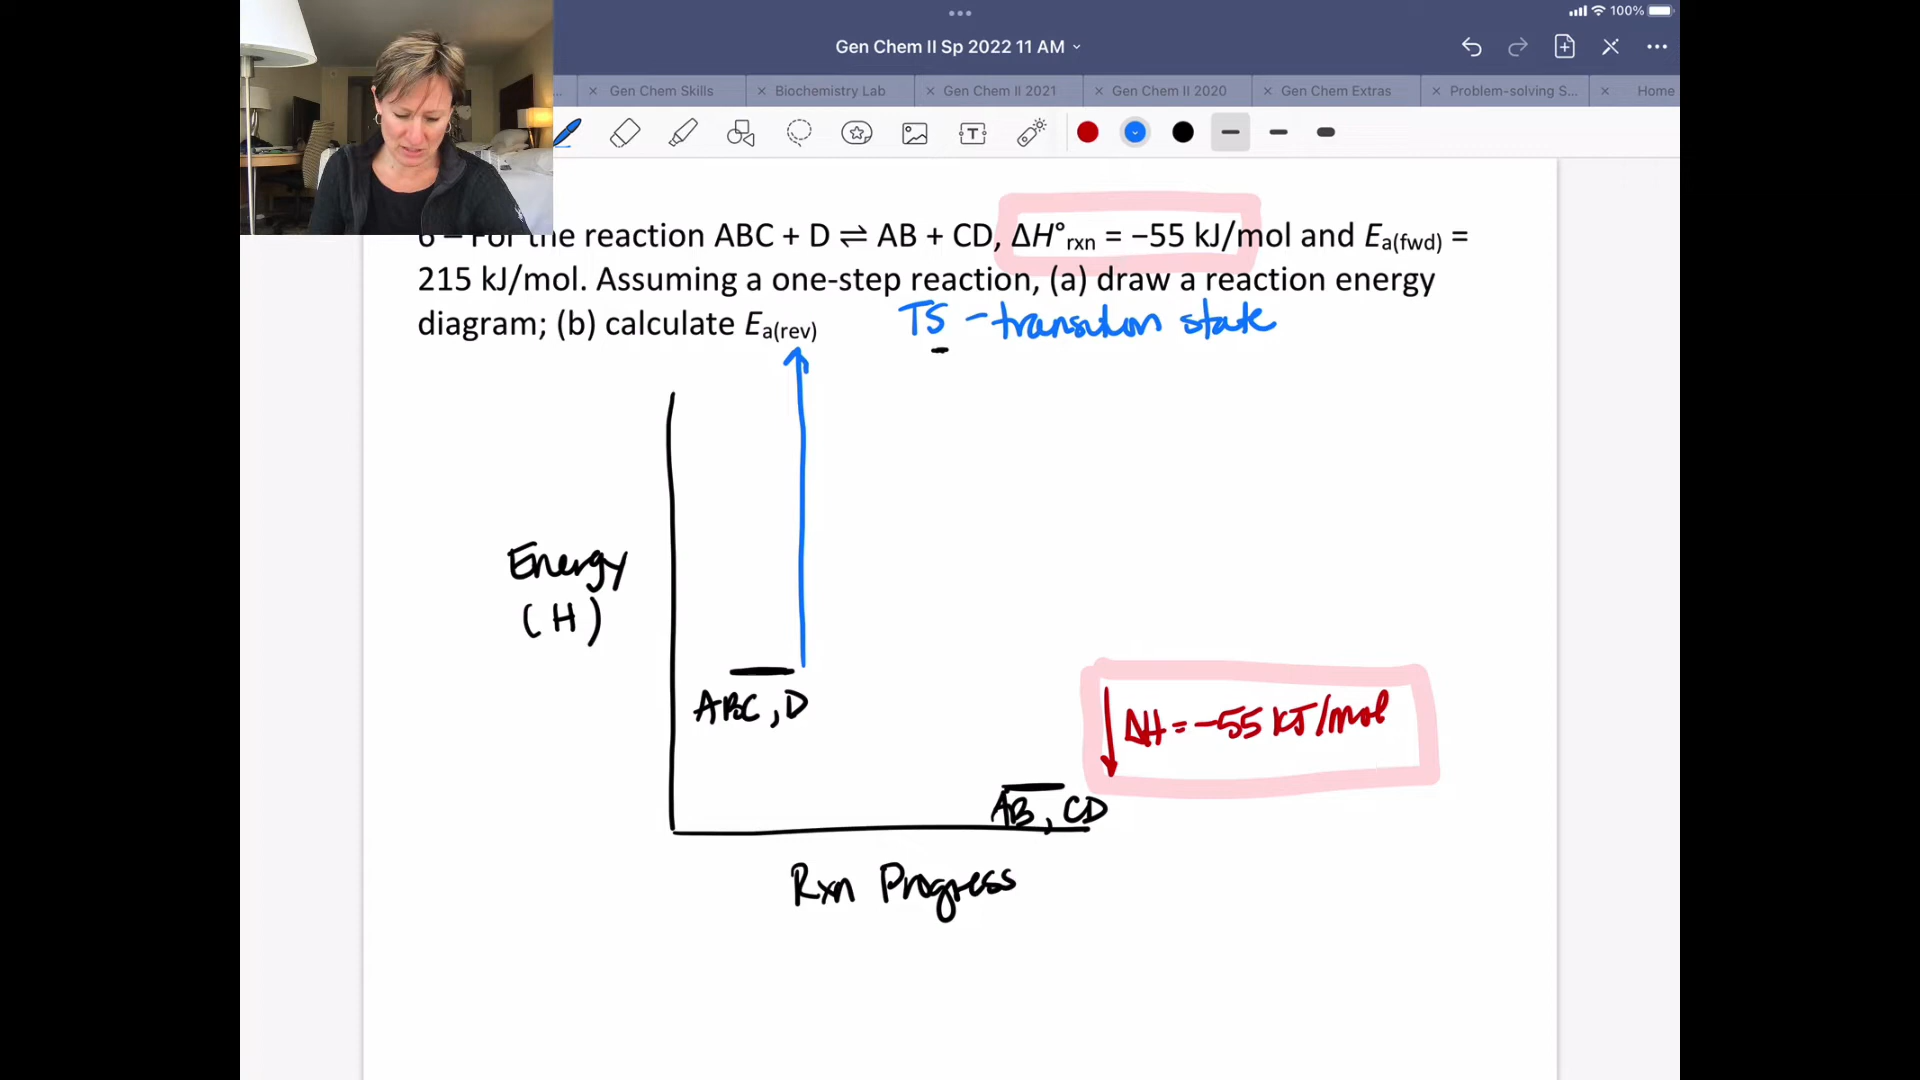 100%
Gen Chem II Sp 2022 11 AM
... Gen Chem Skills Biochemistry Lab Gen Chem II 2021 Gen Chem II 2020 Gen Chem Extras Problem-solving S... Home
6 – For the reaction ABC + D ⇌ AB + CD, ΔH°rxn = −55 kJ/mol and Ea(fwd) =
215 kJ/mol. Assuming a one-step reaction, (a) draw a reaction energy
diagram; (b) calculate Ea(rev)
TS – transition state
Energy
(H)
ABC, D
ΔH = -55 kJ/mol
AB, CD
Rxn Progress